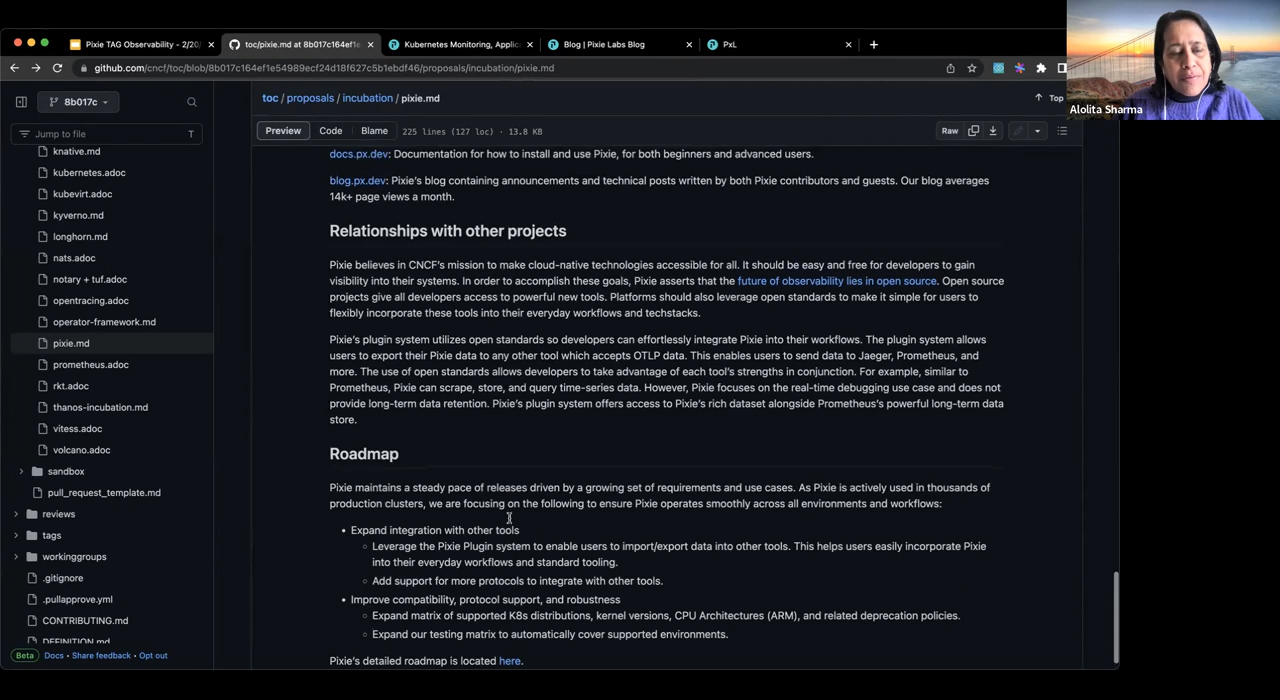 Pixie TAG Observability - 2/20/
toc/pixie.md at 8b017c164ef1e
Kubernetes Monitoring, Applic
Blog | Pixie Labs Blog
PxL
github.com/cncf/toc/blob/8b017c164ef1e54989ecf24d18f627c5b1ebdf46/proposals/incubation/pixie.md
Alolita Sharma
8b017c
Jump to file
T
knative.md
kubernetes.adoc
kubevirt.adoc
kyverno.md
longhorn.md
nats.adoc
notary + tuf.adoc
opentracing.adoc
operator-framework.md
pixie.md
prometheus.adoc
rkt.adoc
thanos-incubation.md
vitess.adoc
volcano.adoc
sandbox
pull_request_template.md
reviews
tags
workinggroups
.gitignore
.pullapprove.yml
CONTRIBUTING.md
DEFINITION.md
Beta Docs • Share feedback • Opt out
toc / proposals / incubation / pixie.md
Top
Preview Code Blame 225 lines (127 loc) · 13.8 KB
Raw
docs.px.dev: Documentation for how to install and use Pixie, for both beginners and advanced users.
blog.px.dev: Pixie's blog containing announcements and technical posts written by both Pixie contributors and guests. Our blog averages
14k+ page views a month.
Relationships with other projects
Pixie believes in CNCF's mission to make cloud-native technologies accessible for all. It should be easy and free for developers to gain
visibility into their systems. In order to accomplish these goals, Pixie asserts that the future of observability lies in open source. Open source
projects give all developers access to powerful new tools. Platforms should also leverage open standards to make it simple for users to
flexibly incorporate these tools into their everyday workflows and techstacks.
Pixie's plugin system utilizes open standards so developers can effortlessly integrate Pixie into their workflows. The plugin system allows
users to export their Pixie data to any other tool which accepts OTLP data. This enables users to send data to Jaeger, Prometheus, and
more. The use of open standards allows developers to take advantage of each tool's strengths in conjunction. For example, similar to
Prometheus, Pixie can scrape, store, and query time-series data. However, Pixie focuses on the real-time debugging use case and does not
provide long-term data retention. Pixie's plugin system offers access to Pixie's rich dataset alongside Prometheus's powerful long-term data
store.
Roadmap
Pixie maintains a steady pace of releases driven by a growing set of requirements and use cases. As Pixie is actively used in thousands of
production clusters, we are focusing on the following to ensure Pixie operates smoothly across all environments and workflows:
• Expand integration with other tools
○ Leverage the Pixie Plugin system to enable users to import/export data into other tools. This helps users easily incorporate Pixie
into their everyday workflows and standard tooling.
○ Add support for more protocols to integrate with other tools.
• Improve compatibility, protocol support, and robustness
○ Expand matrix of supported K8s distributions, kernel versions, CPU Architectures (ARM), and related deprecation policies.
○ Expand our testing matrix to automatically cover supported environments.
Pixie's detailed roadmap is located here.